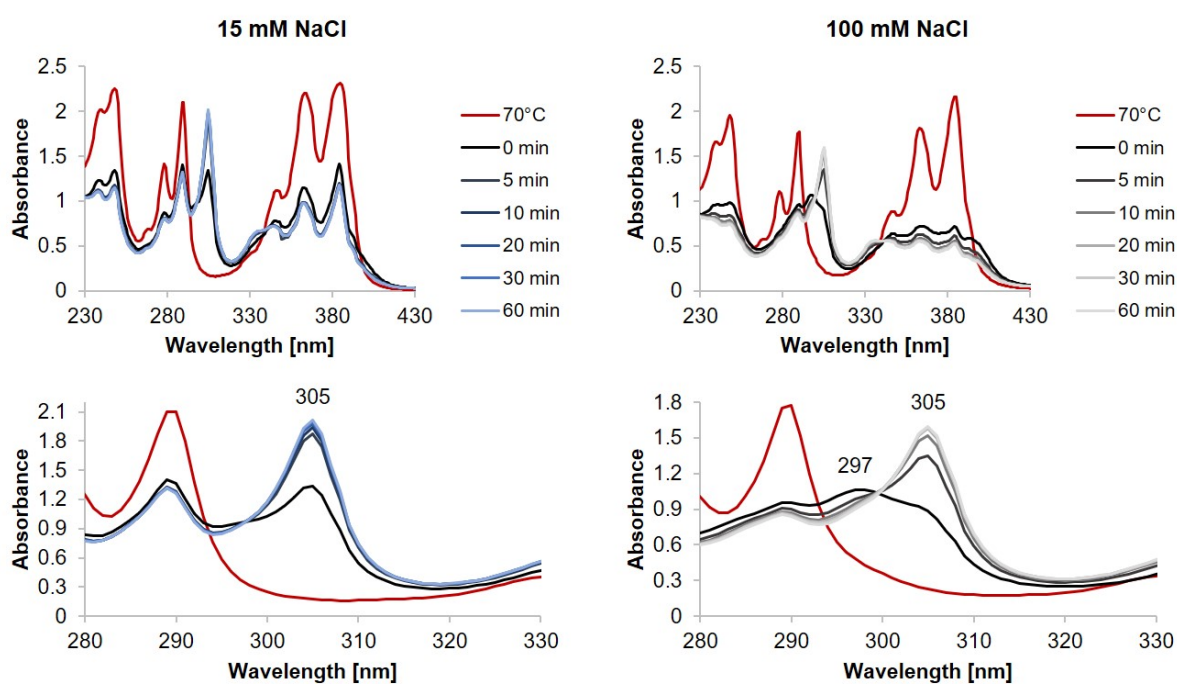 15 mM NaCl
2.5
2
1.5
1
0.5
0
Absorbance
230
280
330
380
430
Wavelength [nm]
70°C
0 min
5 min
10 min
20 min
30 min
60 min
100 mM NaCl
2.5
2
1.5
1
0.5
0
Absorbance
230
280
330
380
430
Wavelength [nm]
70°C
0 min
5 min
10 min
20 min
30 min
60 min
2.1
1.8
1.5
1.2
0.9
0.6
0.3
0
Absorbance
305
280
290
300
310
320
330
Wavelength [nm]
1.8
1.5
1.2
0.9
0.6
0.3
0
Absorbance
297
305
280
290
300
310
320
330
Wavelength [nm]